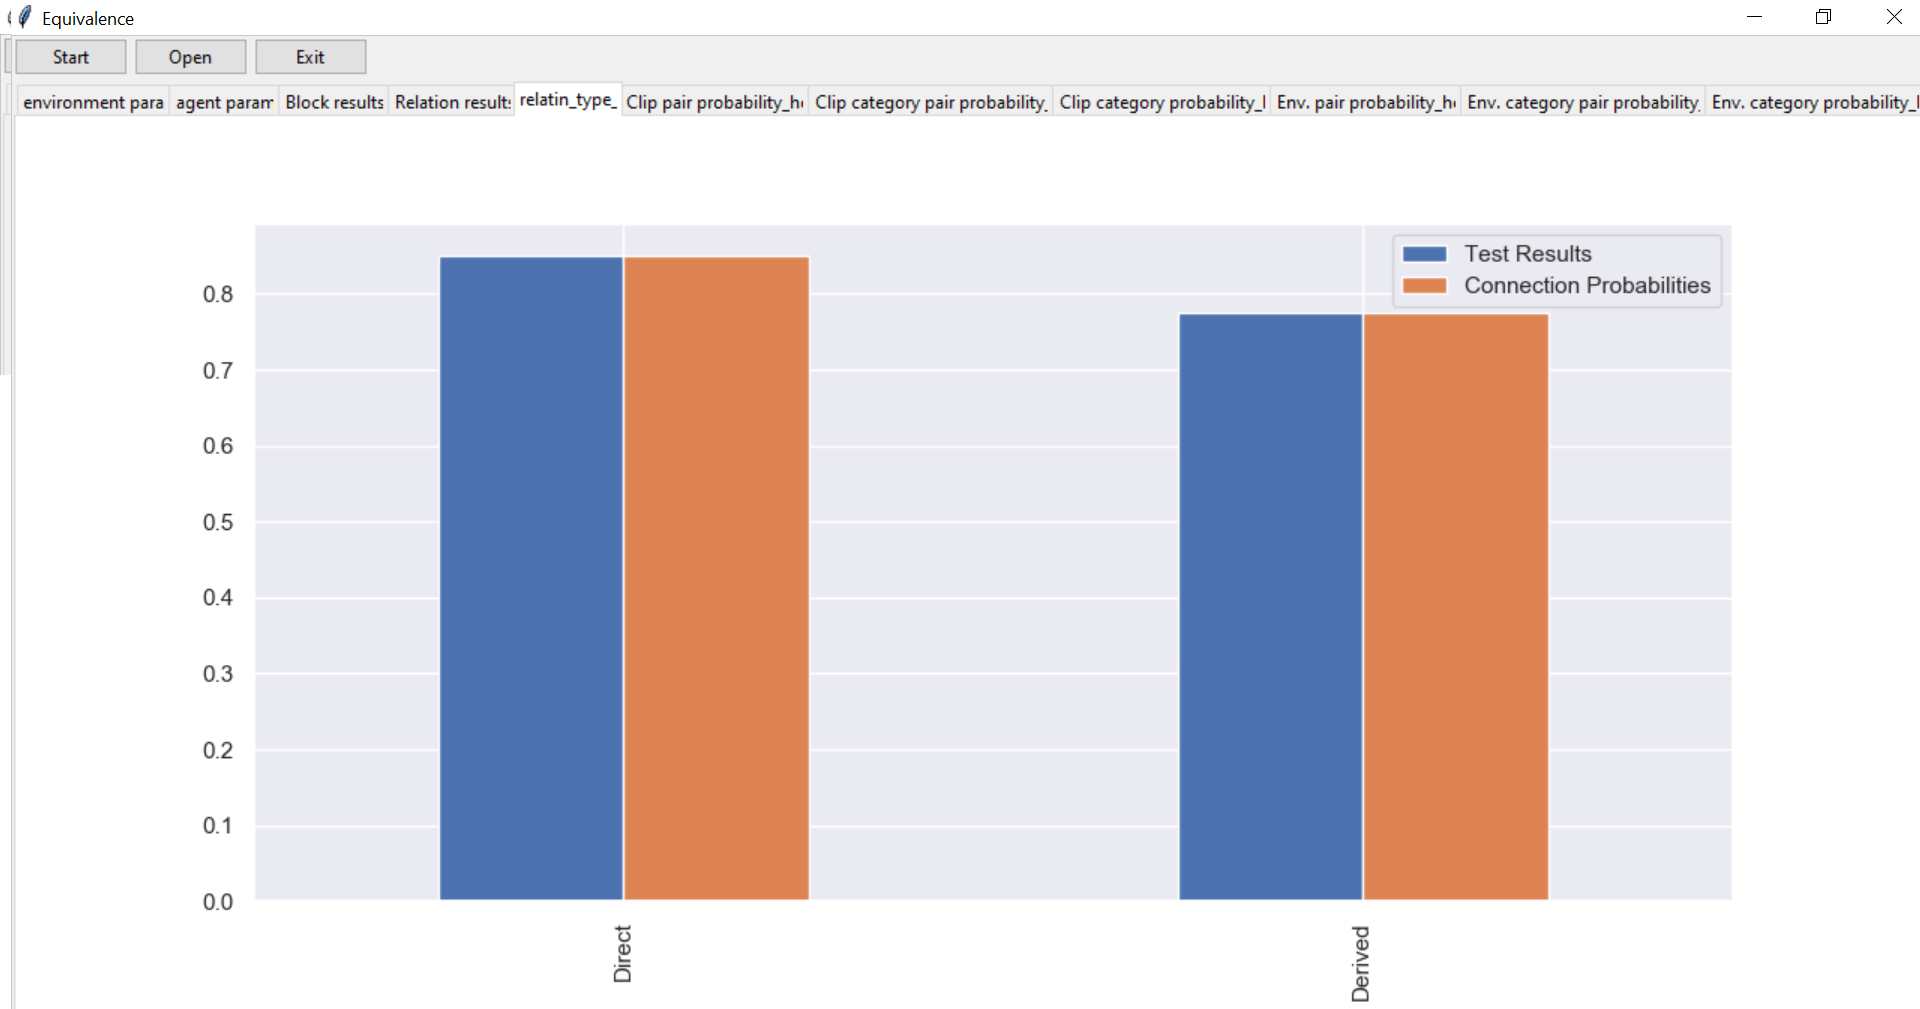 Equivalence
Start Open Exit
environment para agent param Block results Relation results relatin_type_ Clip pair probability_h Clip category pair probability_ Clip category probability_l Env. pair probability_h Env. category pair probability_ Env. category probability_l
Test Results
Connection Probabilities
0.8
0.7
0.6
0.5
0.4
0.3
0.2
0.1
0.0
Direct
Derived